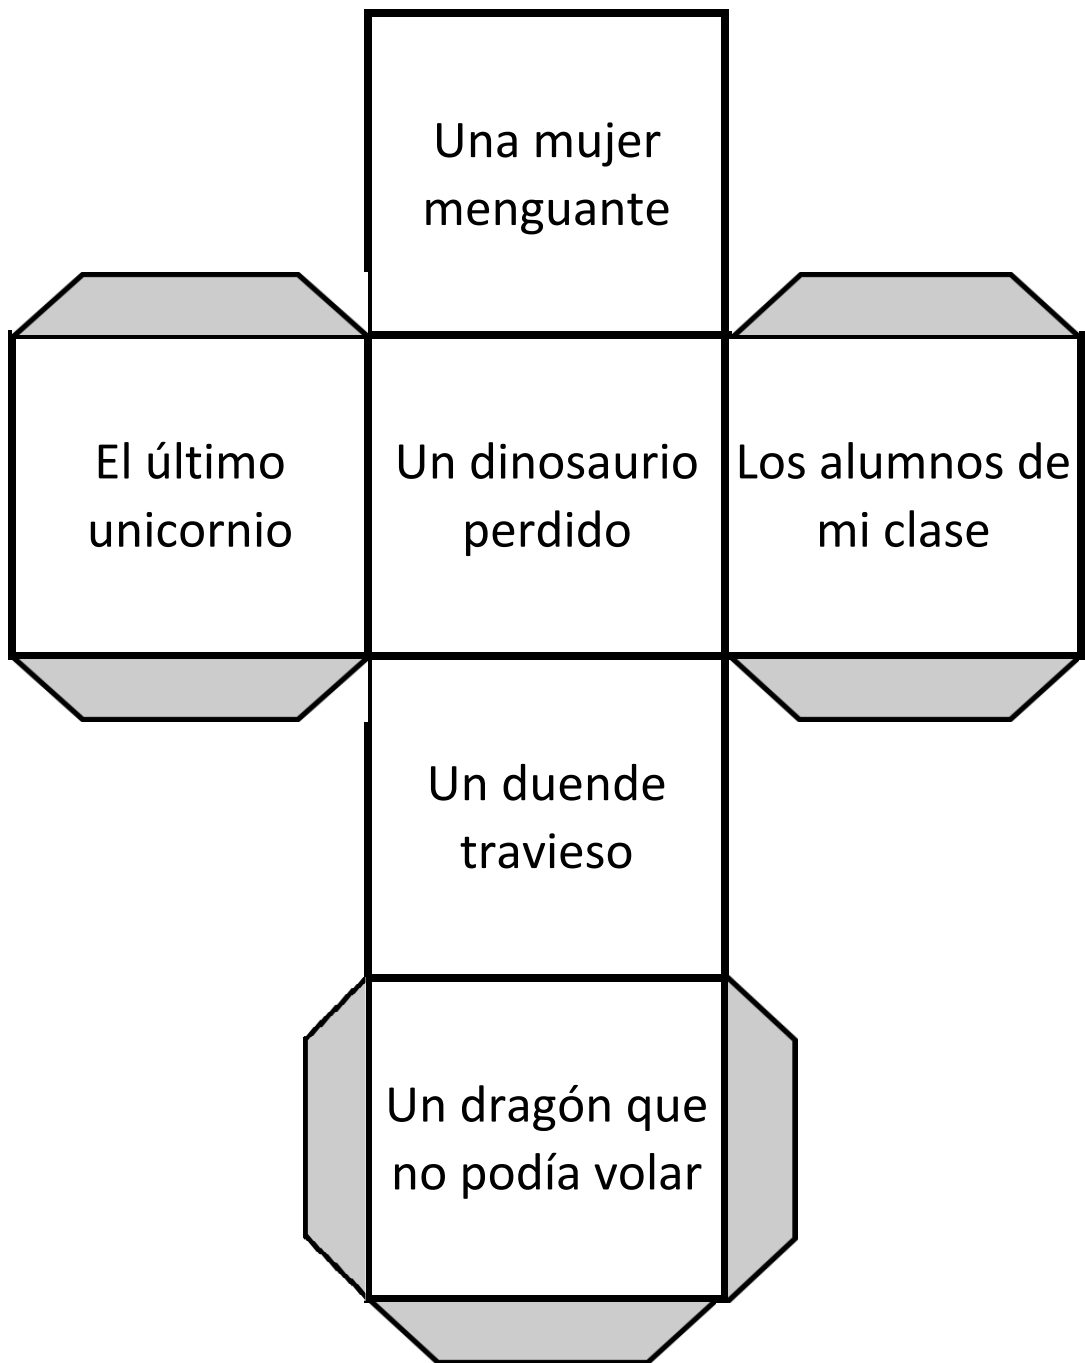 Una mujer
menguante
El último
unicornio
Un dinosaurio
perdido
Los alumnos de
mi clase
Un duende
travieso
Un dragón que
no podía volar